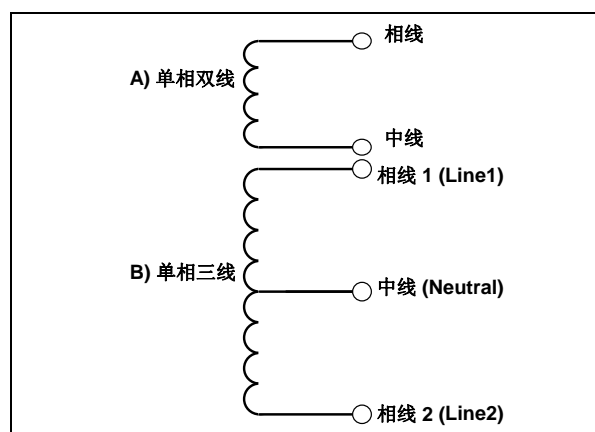 相线
A) 单相双线
中线
相线 1 (Line1)
B) 单相三线
中线 (Neutral)
相线 2 (Line2)